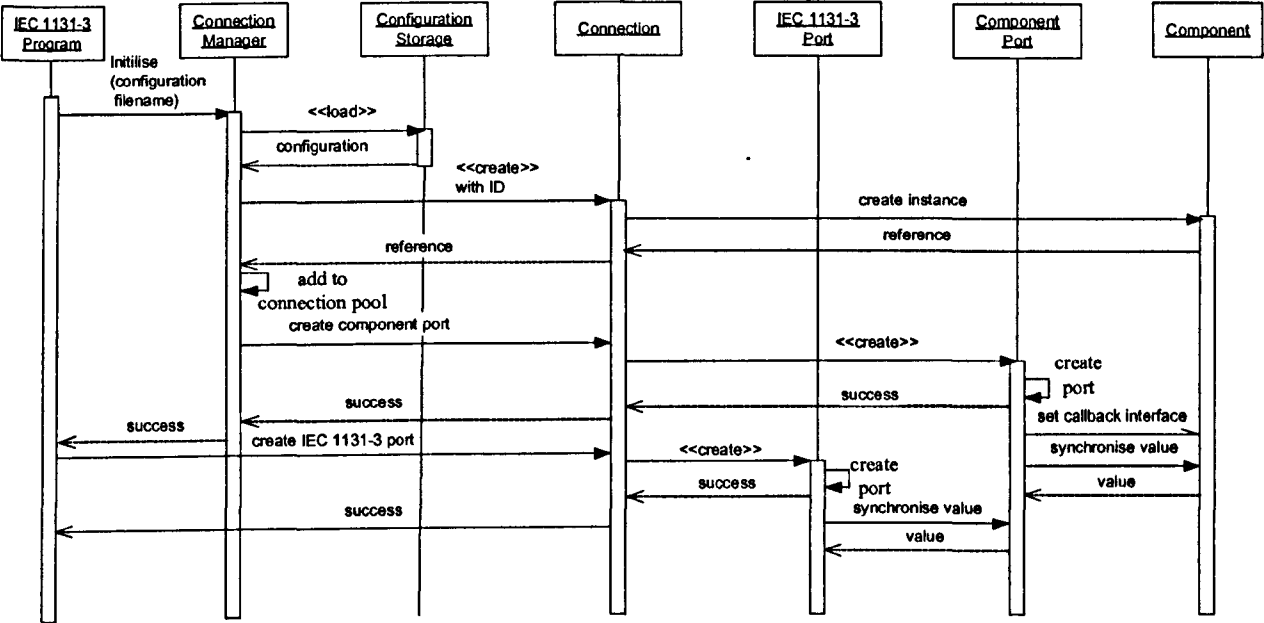 IEC 1131-3
Program
Connection
Manager
Configuration
Storage
Connection
IEC 1131-3
Port
Component
Port
Component
Initilise
(configuration
filename)
<<load>>
configuration
<<create>>
with ID
create instance
reference
reference
add to
connection pool
create component port
<<create>>
create
port
success
success
set callback interface
success
create IEC 1131-3 port
synchronise value
<<create>>
create
port
value
success
synchronise value
success
value